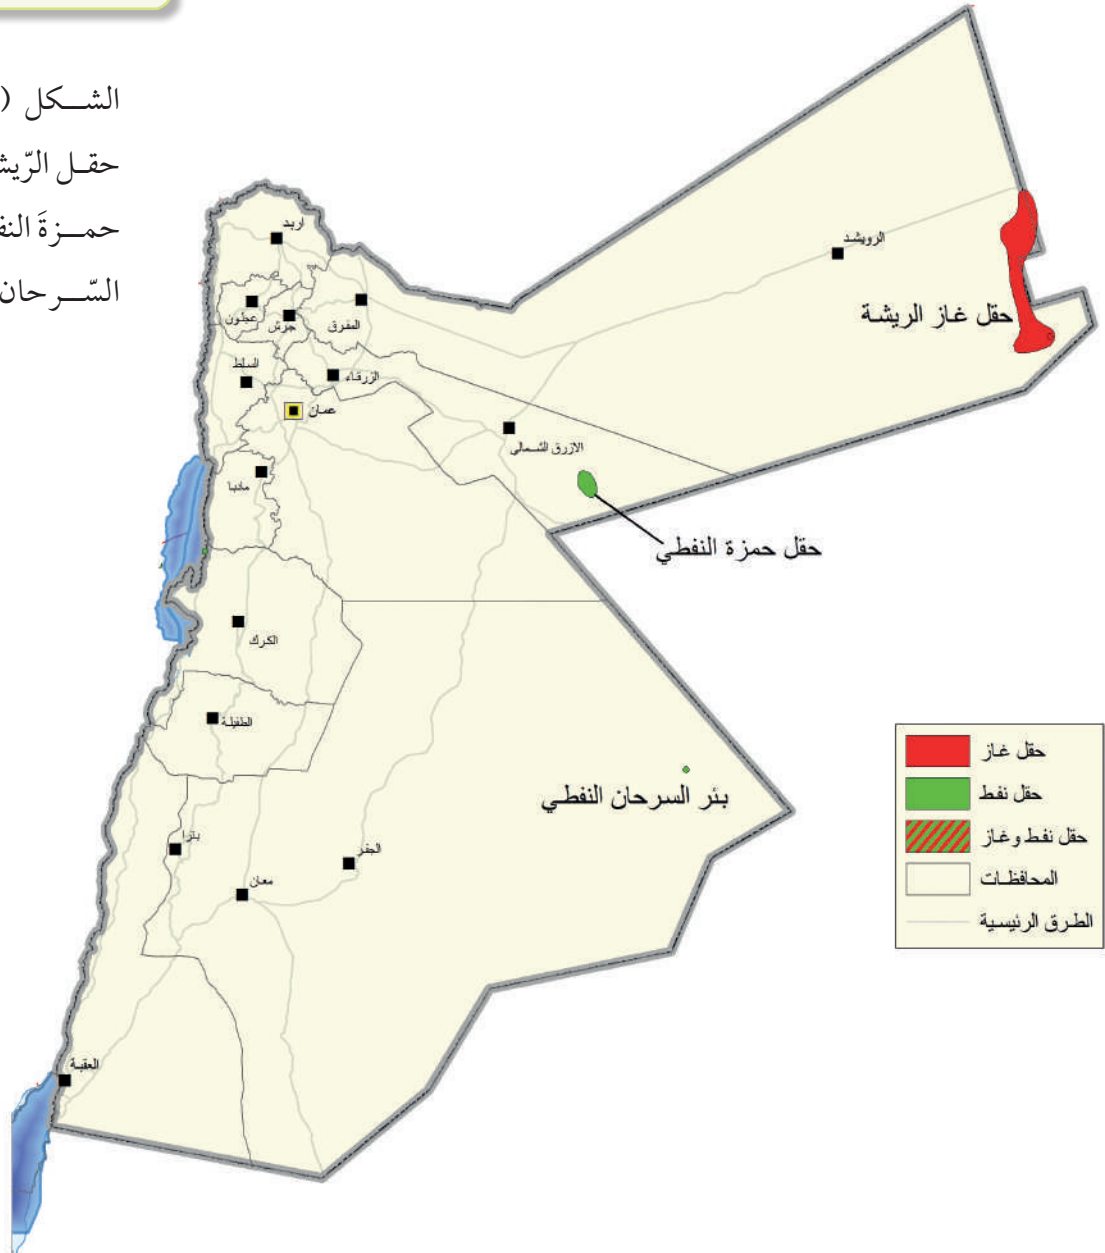 الشــكل (
حقـل الرّيش
حمــزةَ النف
السّــرحان
اربد
الرويشد
عجلون
جرش
المفرق
حقل غاز الريشة
السلط
الزرقاء
عمان
الازرق الشمالي
مادبا
حقل حمزة النفطي
الكرك
الطفيلة
بئر السرحان النفطي
بترا
الجفر
معان
العقبة
حقل غاز
حقل نفط
حقل نفط وغاز
المحافظات
الطرق الرئيسية